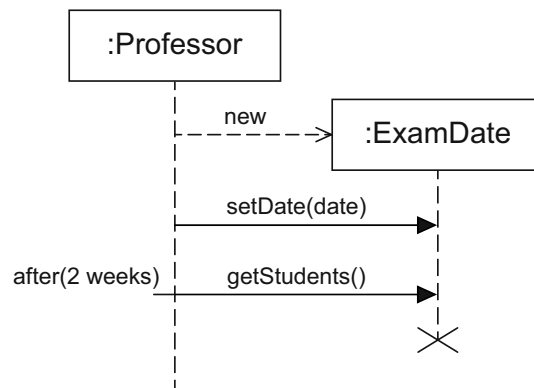 :Professor
new
:ExamDate
setDate(date)
after(2 weeks)
getStudents()